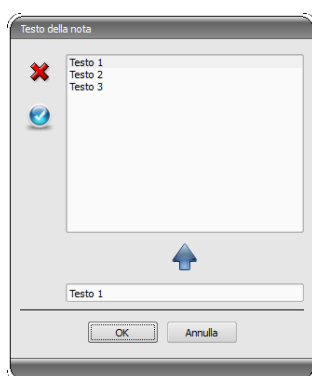 Testo della nota
Testo 1
Testo 2
Testo 3
Testo 1
OK
Annulla